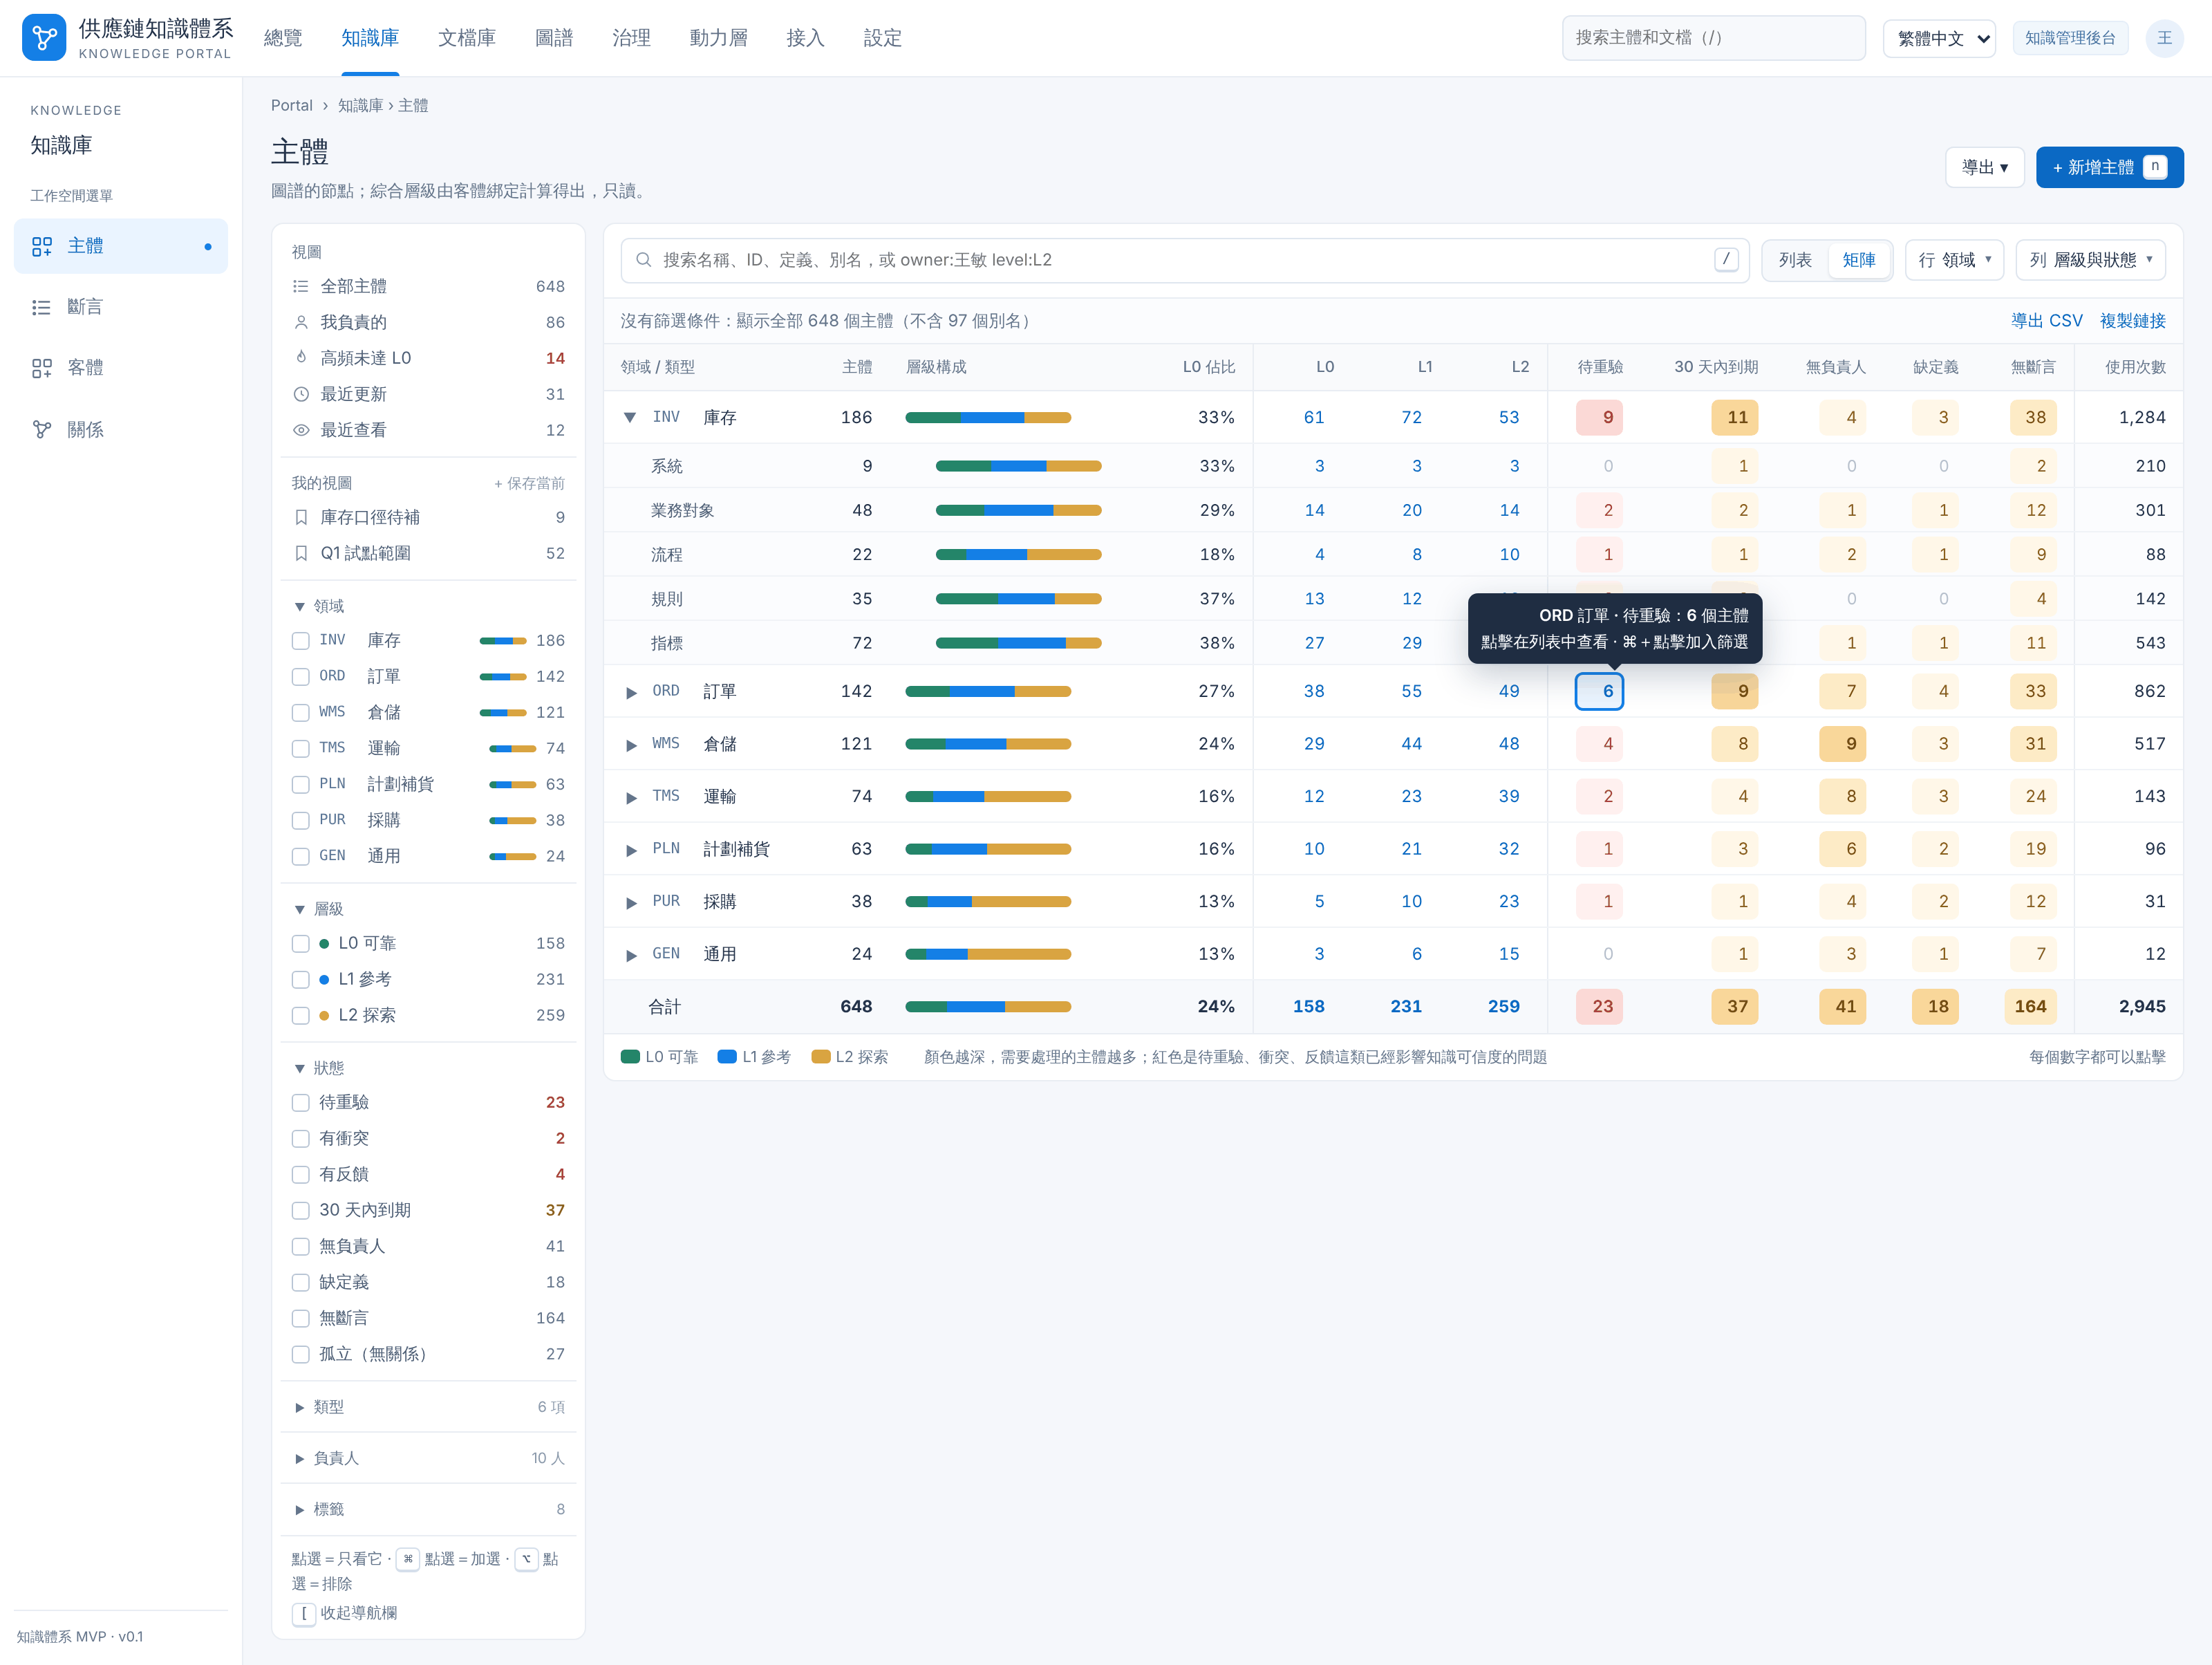 供應鏈知識體系
KNOWLEDGE PORTAL
總覽 知識庫 文檔庫 圖譜 治理 動力層 接入 設定
搜索主體和文檔（/）
繁體中文
知識管理後台
王
KNOWLEDGE
知識庫
工作空間選單
主體
斷言
客體
關係
知識體系 MVP · v0.1
Portal › 知識庫 › 主體
主體
圖譜的節點；綜合層級由客體綁定計算得出，只讀。
導出 ▾
+ 新增主體 n
視圖
全部主體 648
我負責的 86
高頻未達 L0 14
最近更新 31
最近查看 12
我的視圖 + 保存當前
庫存口徑待補 9
Q1 試點範圍 52
▼ 領域
INV 庫存 186
ORD 訂單 142
WMS 倉儲 121
TMS 運輸 74
PLN 計劃補貨 63
PUR 採購 38
GEN 通用 24
▼ 層級
L0 可靠 158
L1 參考 231
L2 探索 259
▼ 狀態
待重驗 23
有衝突 2
有反饋 4
30 天內到期 37
無負責人 41
缺定義 18
無斷言 164
孤立（無關係） 27
▶ 類型 6 項
▶ 負責人 10 人
▶ 標籤 8
點選＝只看它 · ⌘ 點選＝加選 · ⌥ 點
選＝排除
[ 收起導航欄
搜索名稱、ID、定義、別名，或 owner:王敏 level:L2 /
列表 矩陣
行 領域 ▾
列 層級與狀態 ▾
沒有篩選條件：顯示全部 648 個主體（不含 97 個別名） 導出 CSV 複製鏈接
領域 / 類型 主體 層級構成 L0 佔比 L0 L1 L2 待重驗 30 天內到期 無負責人 缺定義 無斷言 使用次數
▼ INV 庫存 186 33% 61 72 53 9 11 4 3 38 1,284
系統 9 33% 3 3 3 0 1 0 0 2 210
業務對象 48 29% 14 20 14 2 2 1 1 12 301
流程 22 18% 4 8 10 1 1 2 1 9 88
規則 35 37% 13 12 0 0 4 142
指標 72 38% 27 29 1 1 11 543
ORD 訂單 · 待重驗：6 個主體
點擊在列表中查看 · ⌘＋點擊加入篩選
▶ ORD 訂單 142 27% 38 55 49 6 9 7 4 33 862
▶ WMS 倉儲 121 24% 29 44 48 4 8 9 3 31 517
▶ TMS 運輸 74 16% 12 23 39 2 4 8 3 24 143
▶ PLN 計劃補貨 63 16% 10 21 32 1 3 6 2 19 96
▶ PUR 採購 38 13% 5 10 23 1 1 4 2 12 31
▶ GEN 通用 24 13% 3 6 15 0 1 3 1 7 12
合計 648 24% 158 231 259 23 37 41 18 164 2,945
L0 可靠 L1 參考 L2 探索 顏色越深，需要處理的主體越多；紅色是待重驗、衝突、反饋這類已經影響知識可信度的問題 每個數字都可以點擊